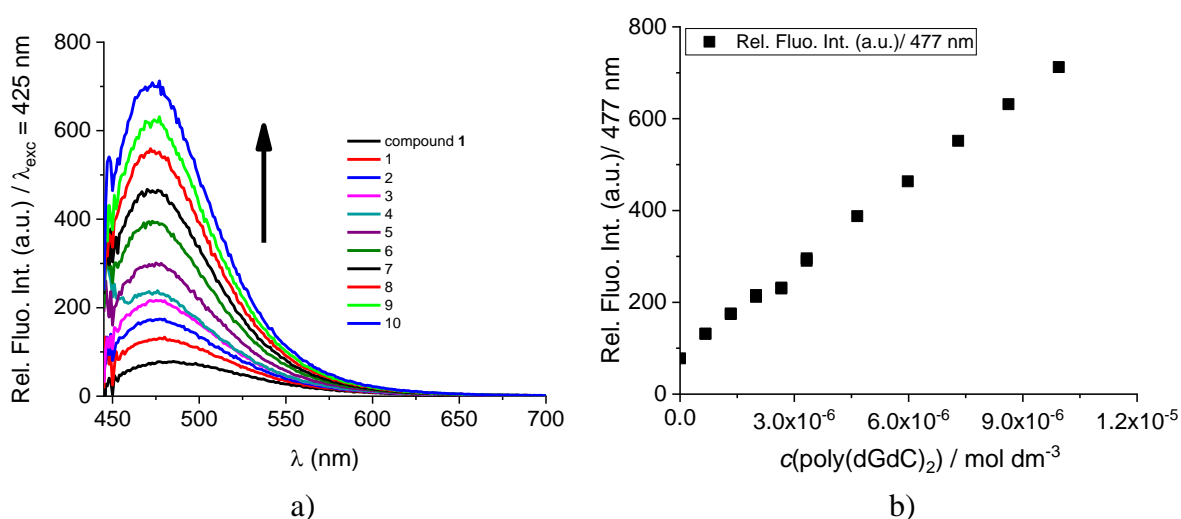 Rel. Fluo. Int. (a.u.) / λexc = 425 nm
800
600
400
200
0
450
500
550
600
650
700
λ (nm)
compound 1
1
2
3
4
5
6
7
8
9
10
a)
Rel. Fluo. Int. (a.u.)/ 477 nm
Rel. Fluo. Int. (a.u.)/ 477 nm
800
600
400
200
0
0.0
3.0x10-6
6.0x10-6
9.0x10-6
1.2x10-5
c(poly(dGdC)2) / mol dm-3
b)